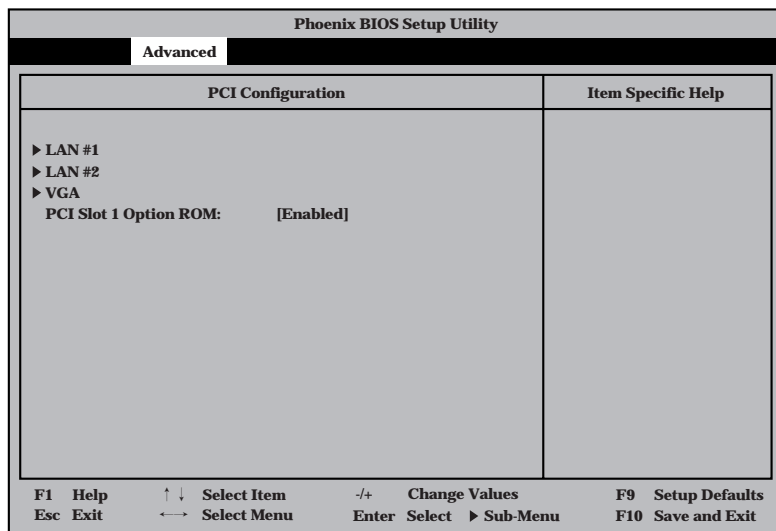 Phoenix BIOS Setup Utility
Advanced
PCI Configuration
Item Specific Help
▶ LAN #1
▶ LAN #2
▶ VGA
PCI Slot 1 Option ROM: [Enabled]
F1 Help ↑ ↓ Select Item -/+ Change Values F9 Setup Defaults
Esc Exit ←→ Select Menu Enter Select ▶ Sub-Menu F10 Save and Exit